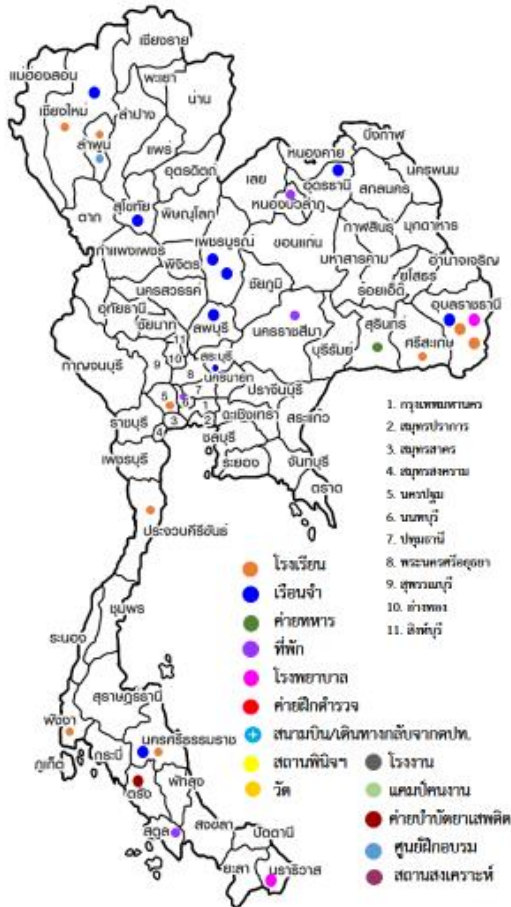 เชียงราย
แม่ฮ่องสอน
พะเยา
น่าน
เชียงใหม่
ลำปาง
ลำพูน
แพร่
อุตรดิตถ์
ตาก
สุโขทัย
พิษณุโลก
กำแพงเพชร
พิจิตร
เพชรบูรณ์
นครสวรรค์
อุทัยธานี
ชัยนาท
ลพบุรี
บึงกาฬ
หนองคาย
เลย
อุดรธานี
นครพนม
หนองบัวลำภู
สกลนคร
ขอนแก่น
กาฬสินธุ์
มุกดาหาร
มหาสารคาม
ชัยภูมิ
ยโสธร
อำนาจเจริญ
ร้อยเอ็ด
อุบลราชธานี
นครราชสีมา
บุรีรัมย์
สุรินทร์
ศรีสะเกษ
กาญจนบุรี
11
10
9
8
สระบุรี
นครนายก
7
ปราจีนบุรี
5
6
1
ฉะเชิงเทรา
สระแก้ว
ราชบุรี
3
2
4
ชลบุรี
เพชรบุรี
ระยอง
จันทบุรี
ตราด
ประจวบคีรีขันธ์
ชุมพร
ระนอง
สุราษฎร์ธานี
พังงา
ภูเก็ต
กระบี่
นครศรีธรรมราช
ตรัง
พัทลุง
สตูล
สงขลา
ปัตตานี
ยะลา
นราธิวาส
1. กรุงเทพมหานคร
2. สมุทรปราการ
3. สมุทรสาคร
4. สมุทรสงคราม
5 นครปฐม
6 นนทบุรี
7 ปทุมธานี
8 พระนครศรีอยุธยา
9 สุพรรณบุรี
10. อ่างทอง
11. สิงห์บุรี
โรงเรียน
เรือนจำ
ค่ายทหาร
ที่พัก
โรงพยาบาล
ค่ายฝึกตำรวจ
สนามบิน/เดินทางกลับจากตปท.
สถานพินิจฯ
วัด
โรงงาน
แคมป์คนงาน
ค่ายบำบัดยาเสพติด
ศูนย์ฝึกอบรม
สถานสงเคราะห์